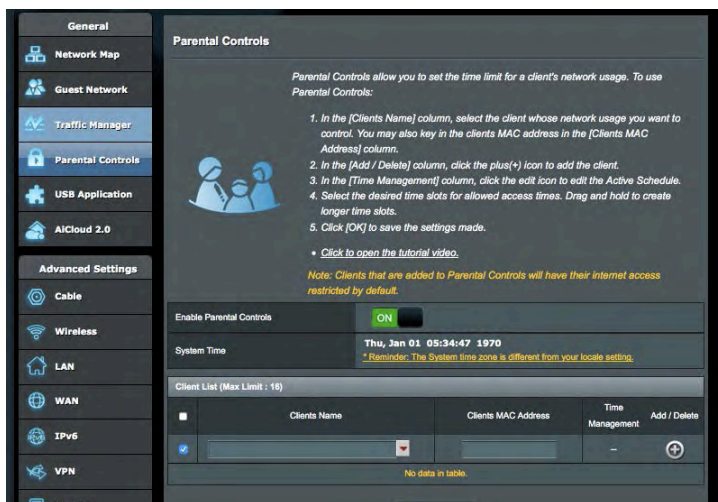 General
Network Map
Guest Network
Traffic Manager
Parental Controls
USB Application
AiCloud 2.0
Advanced Settings
Cable
Wireless
LAN
WAN
IPv6
VPN
Parental Controls
Parental Controls allow you to set the time limit for a client's network usage. To use
Parental Controls:
1. In the [Clients Name] column, select the client whose network usage you want to
control. You may also key in the clients MAC address in the [Clients MAC
Address] column.
2. In the [Add / Delete] column, click the plus(+) icon to add the client.
3. In the [Time Management] column, click the edit icon to edit the Active Schedule.
4. Select the desired time slots for allowed access times. Drag and hold to create
longer time slots.
5. Click [OK] to save the settings made.
• Click to open the tutorial video.
Note: Clients that are added to Parental Controls will have their internet access
restricted by default.
Enable Parental Controls
ON
System Time
Thu, Jan 01 05:34:47 1970
* Reminder: The System time zone is different from your locale setting.
Client List (Max Limit : 16)
Clients Name
Clients MAC Address
Time
Management
Add / Delete
–
No data in table.